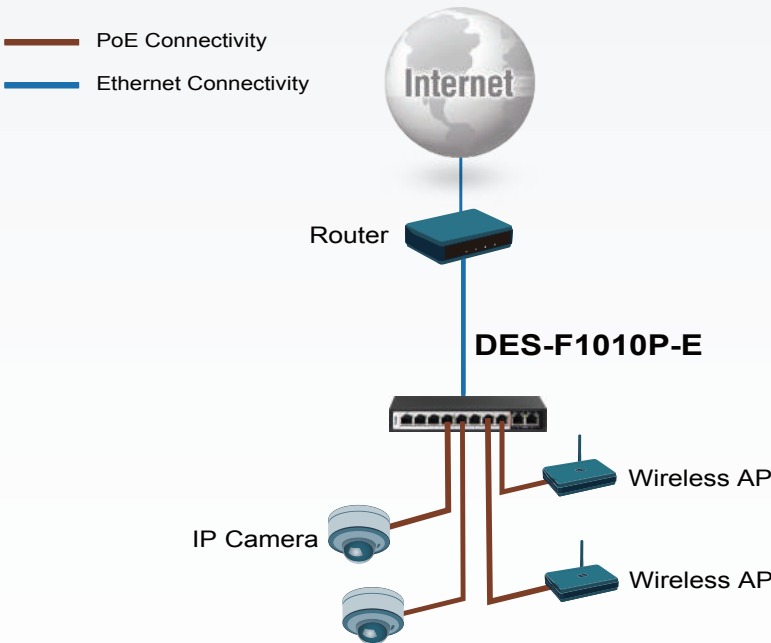 PoE Connectivity
Ethernet Connectivity
Internet
Router
DES-F1010P-E
Wireless AP
IP Camera
Wireless AP